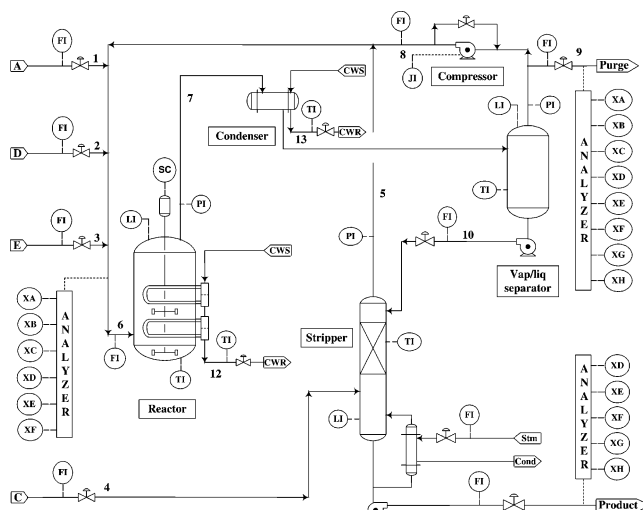 FI
8
FI
9
A
FI
1
Purge
7
CWS
JI
Compressor
LI
PI
XA
XB
XC
XD
XE
XF
XG
XH
ANALYZER
Condenser
TI
CWR
13
D
FI
2
SC
TI
5
E
FI
3
LI
PI
PI
FI
10
CWS
Vap/liq
separator
XA
XB
XC
XD
XE
XF
ANALYZER
6
FI
TI
12
CWR
TI
Reactor
Stripper
TI
LI
FI
Stm
Cond
XD
XE
XF
XG
XH
ANALYZER
C
FI
4
FI
Product